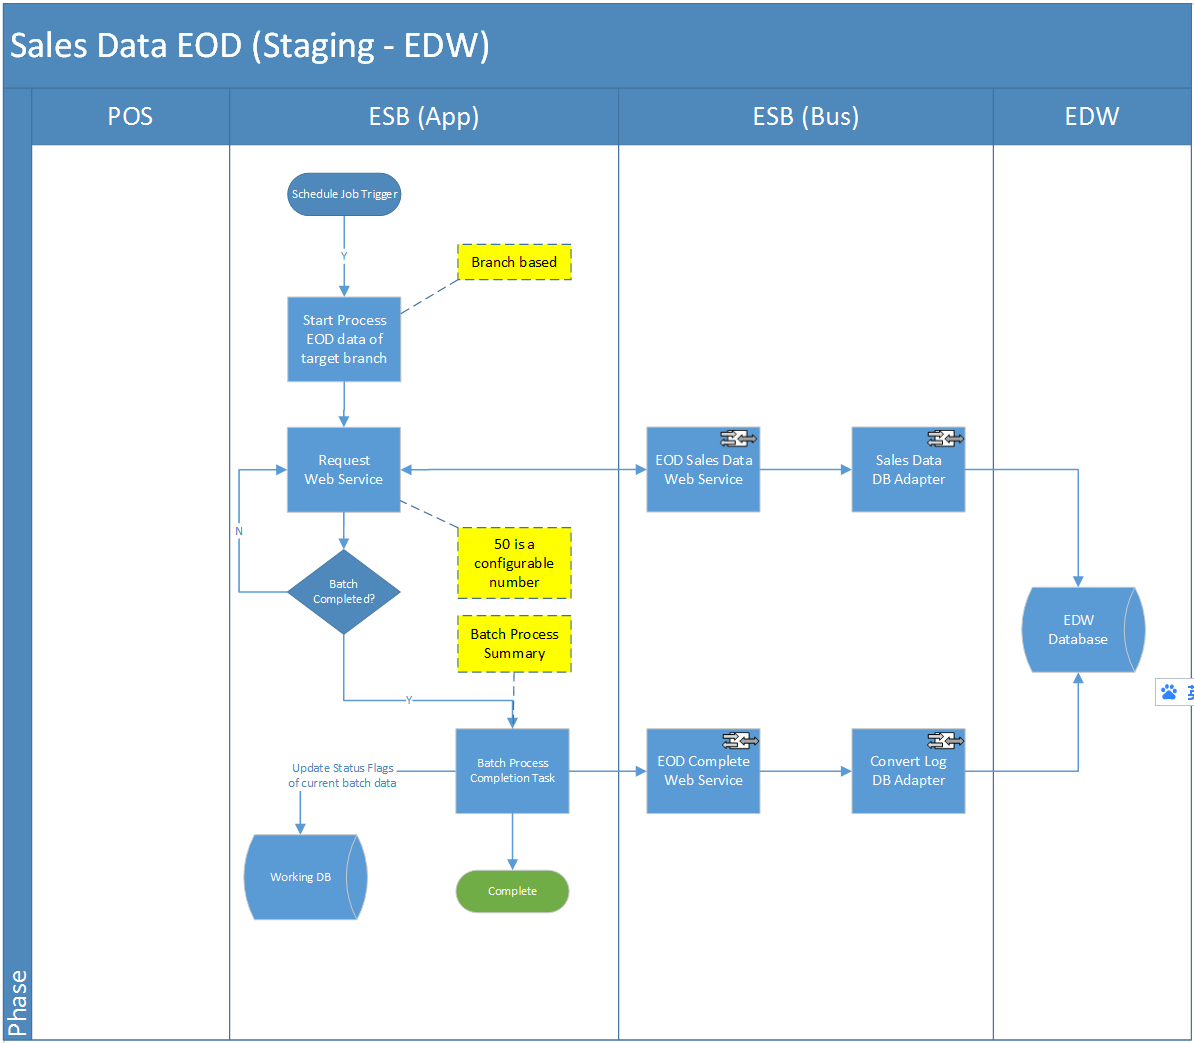 Sales Data EOD (Staging - EDW)
POS
ESB (App)
ESB (Bus)
EDW
Phase
Schedule Job Trigger
Y
Branch based
Start Process
EOD data of
target branch
Request
Web Service
EOD Sales Data
Web Service
Sales Data
DB Adapter
N
50 is a
configurable
number
Batch
Completed?
Batch Process
Summary
EDW
Database
Y
Update Status Flags
of current batch data
Batch Process
Completion Task
EOD Complete
Web Service
Convert Log
DB Adapter
Working DB
Complete